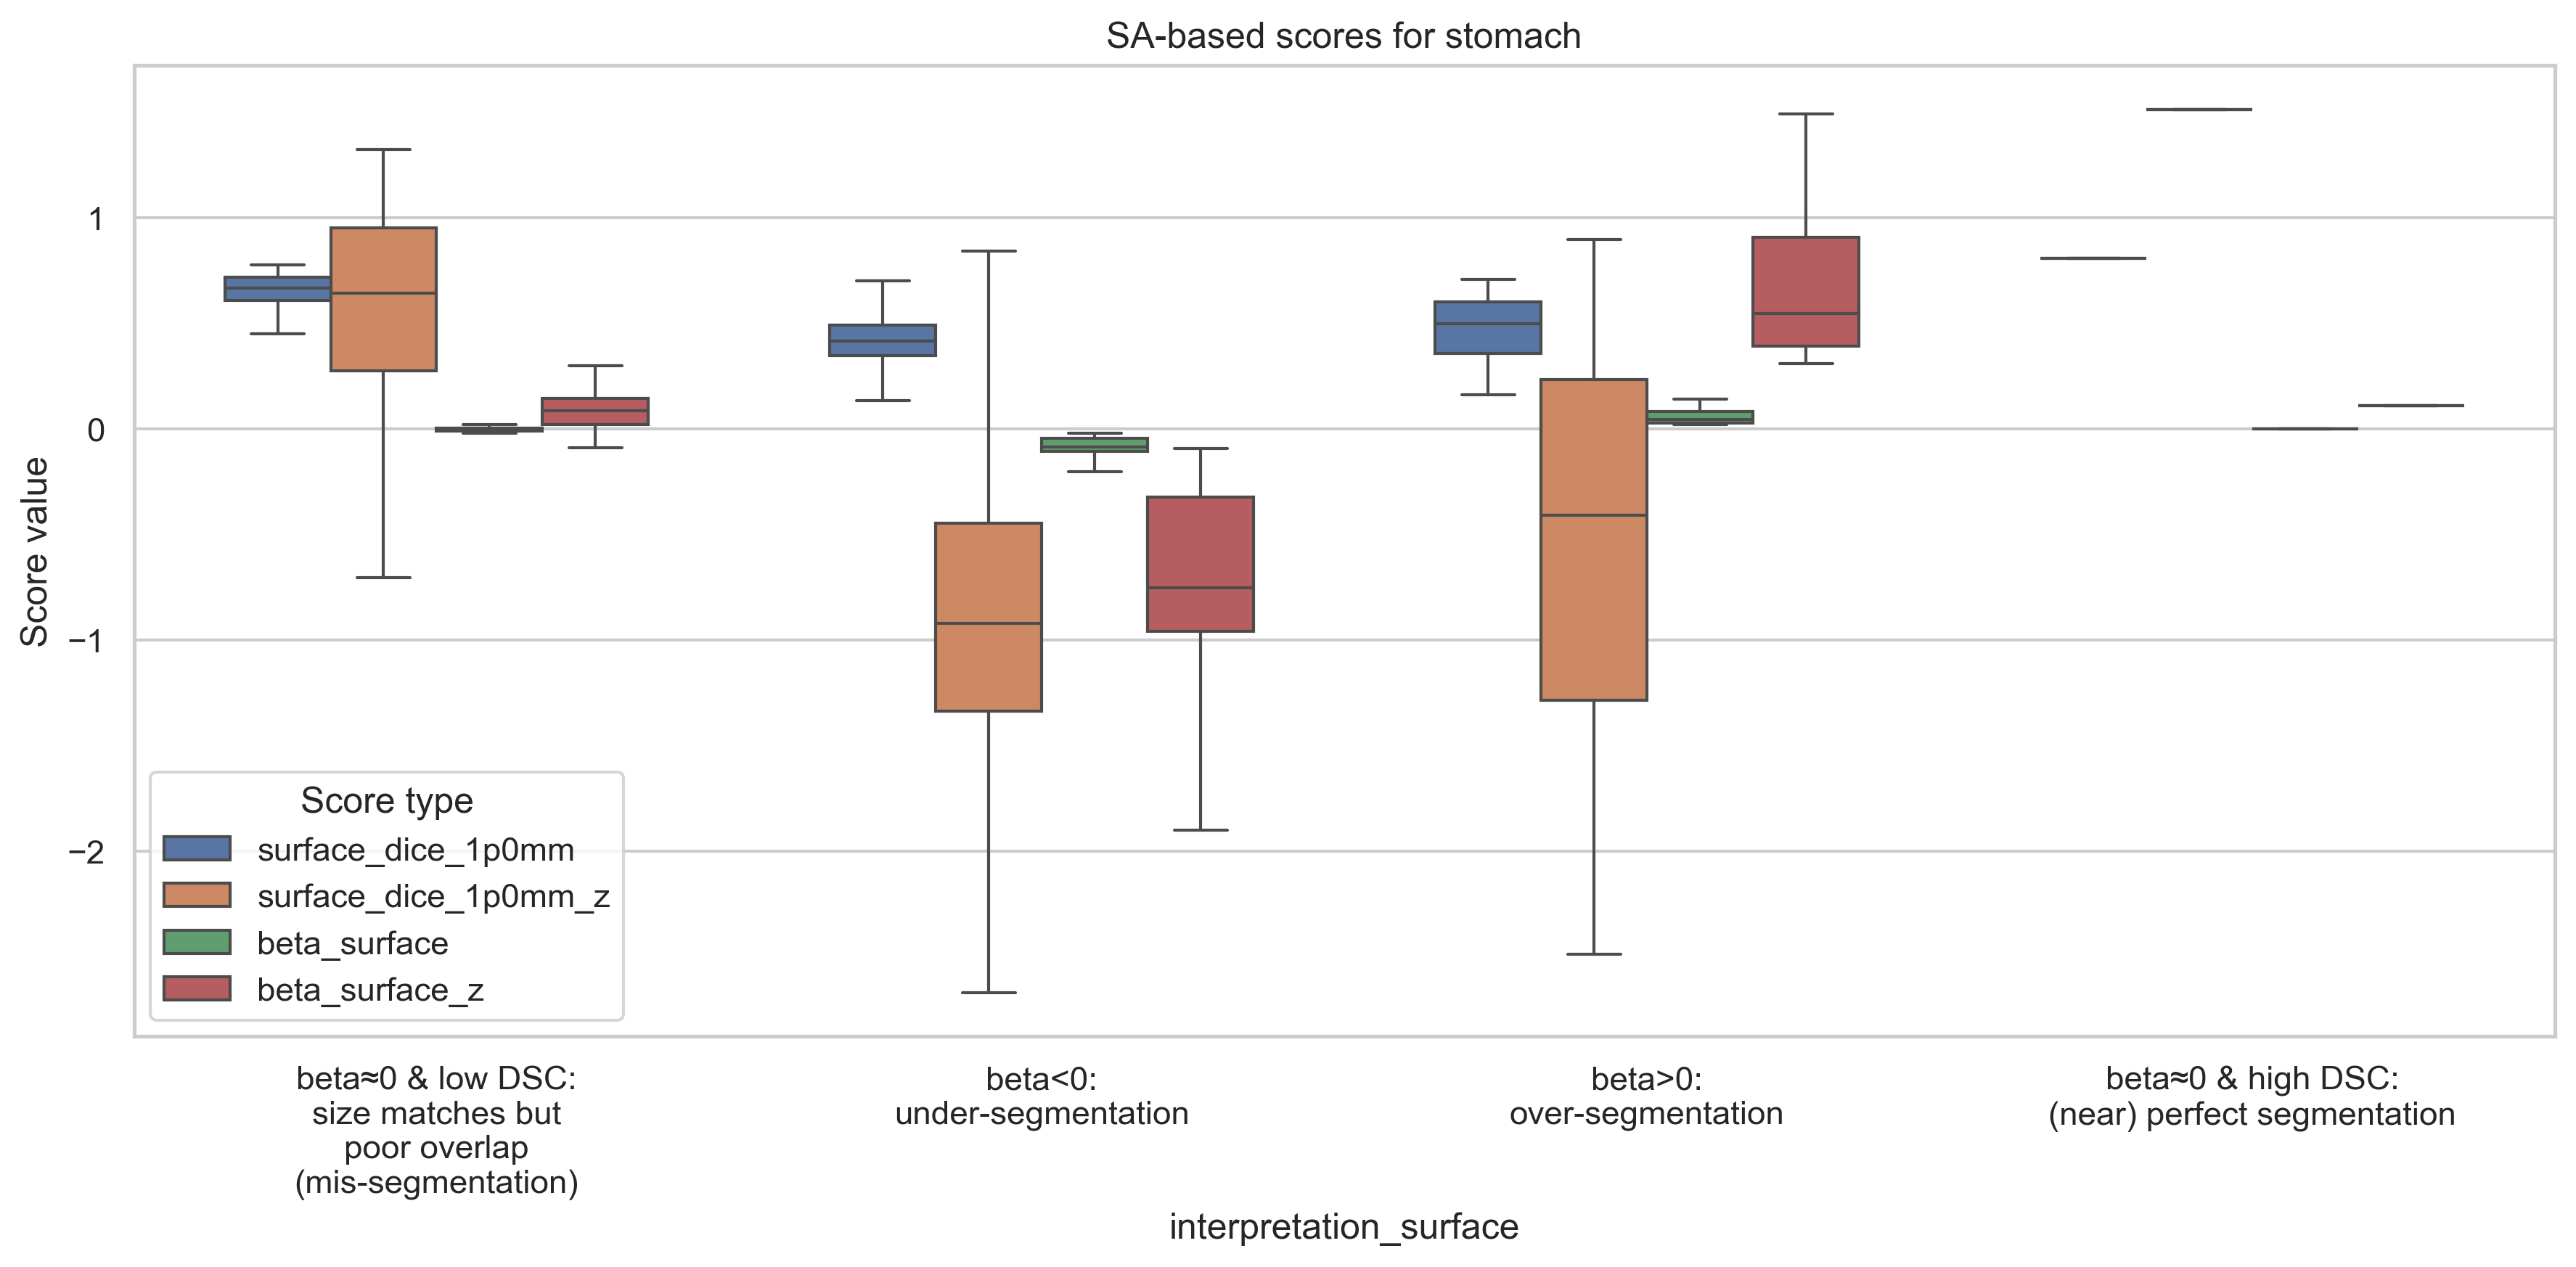 SA-based scores for stomach
Score value
1
0
−1
−2
Score type
surface_dice_1p0mm
surface_dice_1p0mm_z
beta_surface
beta_surface_z
beta≈0 & low DSC:
size matches but
poor overlap
(mis-segmentation)
beta<0:
under-segmentation
beta>0:
over-segmentation
beta≈0 & high DSC:
(near) perfect segmentation
interpretation_surface